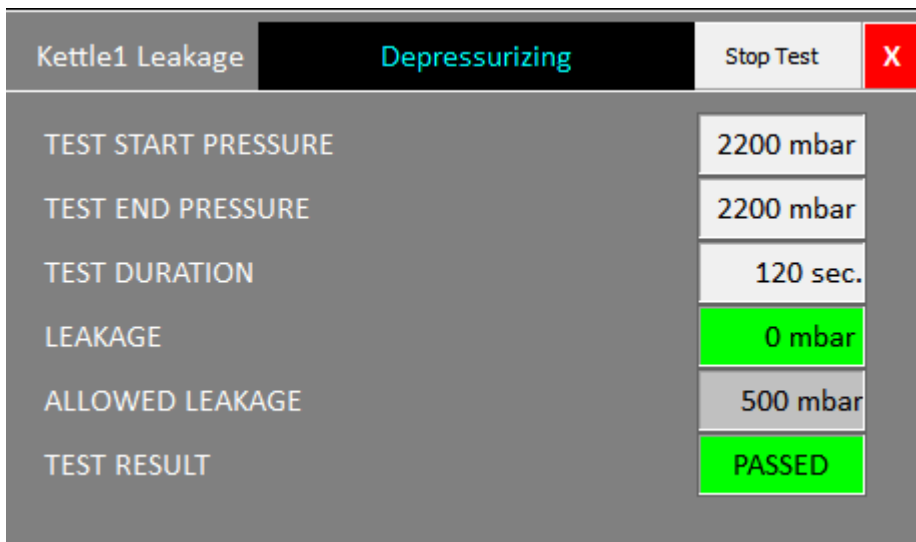 Kettle1 Leakage Depressurizing Stop Test X
TEST START PRESSURE 2200 mbar
TEST END PRESSURE 2200 mbar
TEST DURATION 120 sec.
LEAKAGE 0 mbar
ALLOWED LEAKAGE 500 mbar
TEST RESULT PASSED